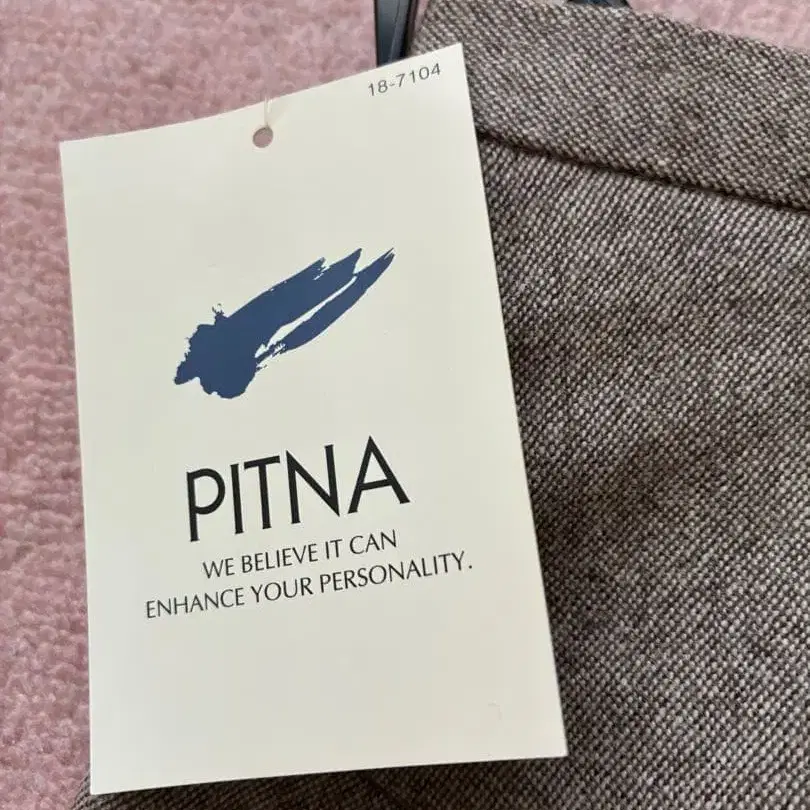 18-7104
PITNA
WE BELIEVE IT CAN
ENHANCE YOUR PERSONALITY.